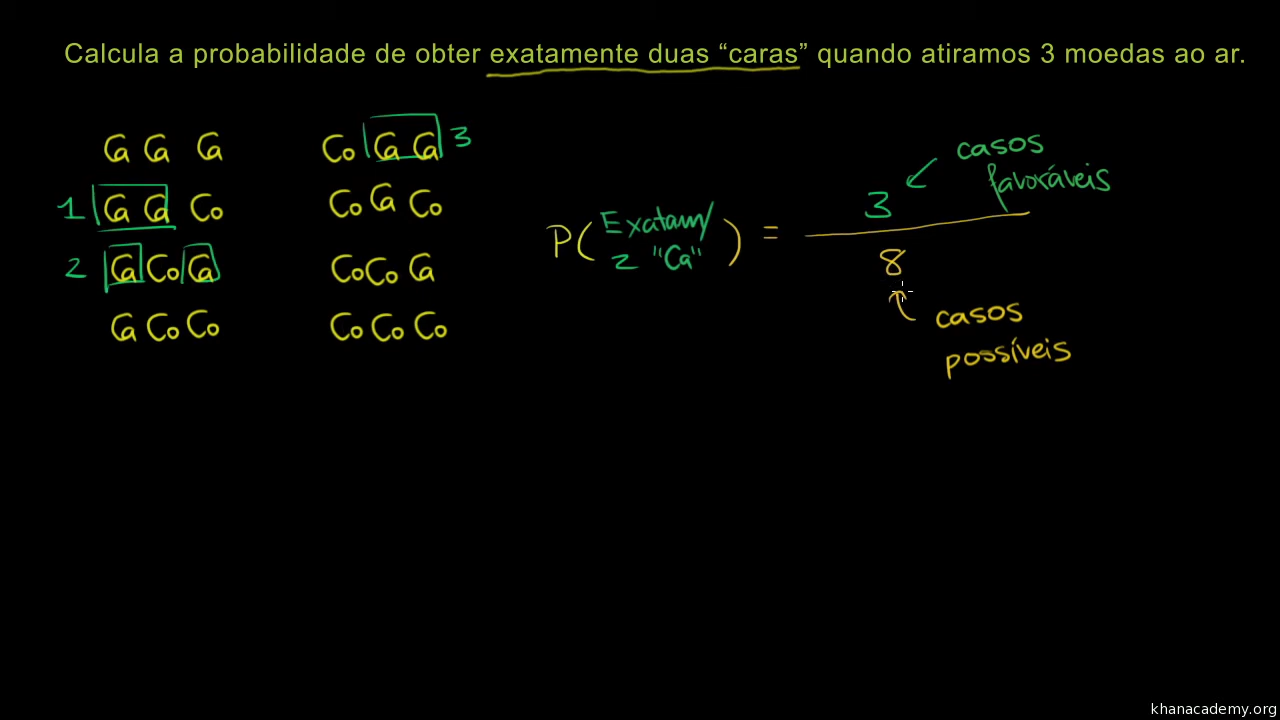 Calcula a probabilidade de obter exatamente duas “caras” quando atiramos 3 moedas ao ar.
Ca Ca Ca
1 Ca Ca Co
2 Ca Co Ca
Ca Co Co
Co Ca Ca 3
Co Ca Co
Co Co Ca
Co Co Co
P( Exatam/
2 "Ca" ) =
3
8
casos
favoráveis
casos
possíveis
khanacademy.org